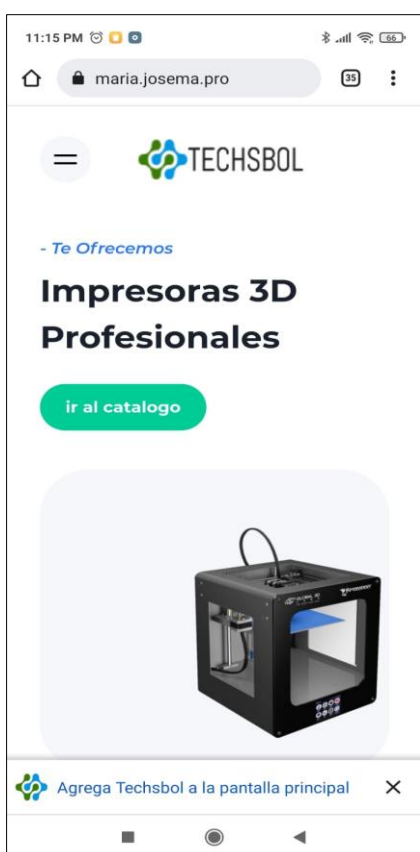 11:15 PM
66
maria.josema.pro
35
TECHSBOL
- Te Ofrecemos
Impresoras 3D
Profesionales
ir al catalogo
Agrega Techsbol a la pantalla principal